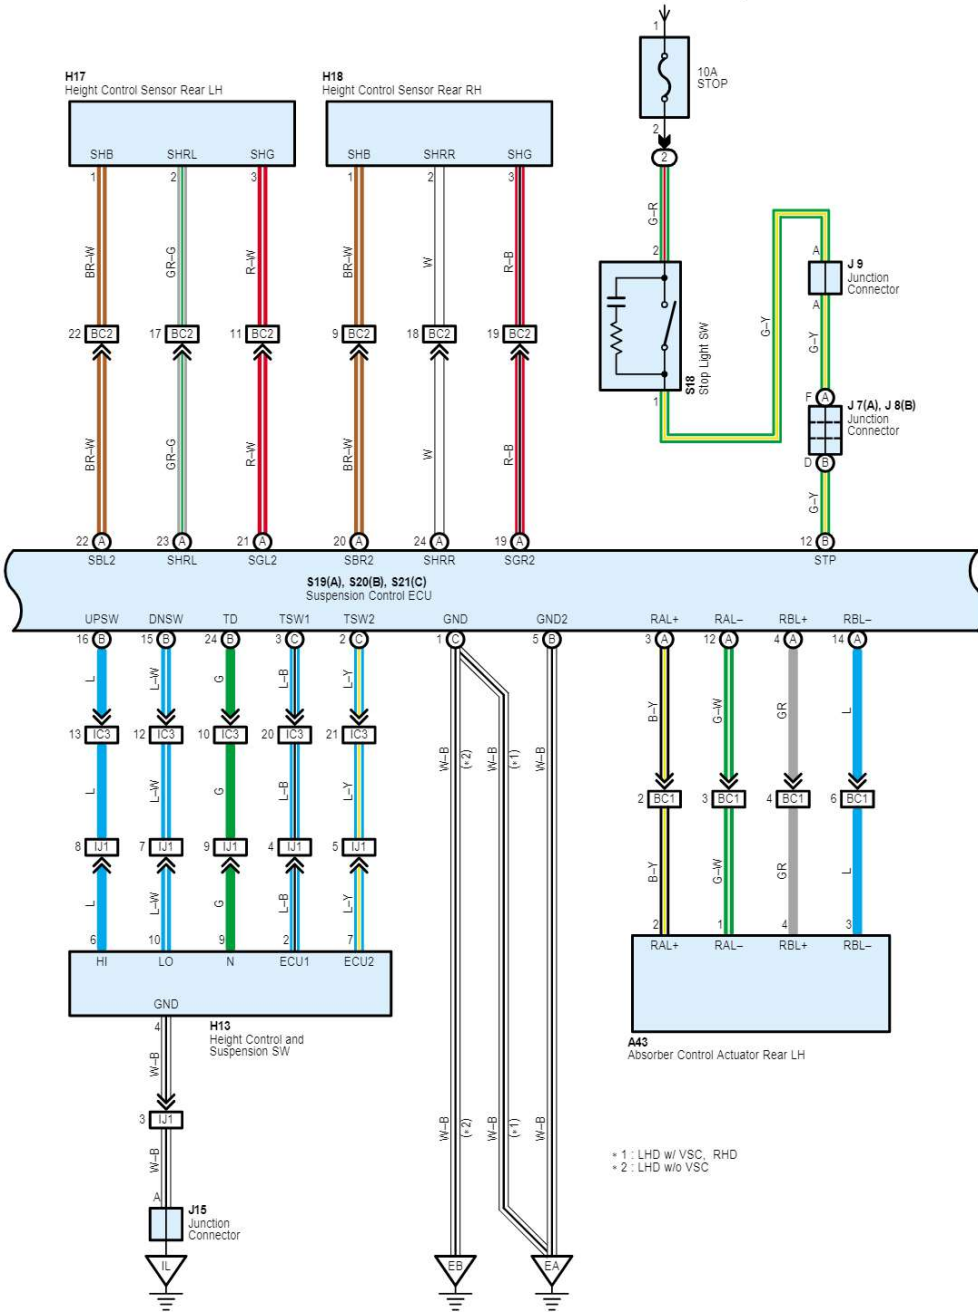 1
10A
STOP
2
2
H17
Height Control Sensor Rear LH
H18
Height Control Sensor Rear RH
SHB SHRL SHG SHB SHRR SHG
1 2 3 1 2 3
BR–W GR–G R–W BR–W W R–B G–R
2
S18
Stop Light SW
1
G–Y
A
J 9
Junction
Connector
A
G–Y
F A
J 7(A), J 8(B)
Junction
Connector
D B
G–Y
22 BC2 17 BC2 11 BC2 9 BC2 18 BC2 19 BC2
BR–W GR–G R–W BR–W W R–B
22 A 23 A 21 A 20 A 24 A 19 A 12 B
SBL2 SHRL SGL2 SBR2 SHRR SGR2 STP
S19(A), S20(B), S21(C)
Suspension Control ECU
UPSW DNSW TD TSW1 TSW2 GND GND2 RAL+ RAL– RBL+ RBL–
16 B 15 B 24 B 3 C 2 C 1 C 5 B 3 A 12 A 4 A 14 A
L L–W G L–B L–Y B–Y G–W GR L
13 IC3 12 IC3 10 IC3 20 IC3 21 IC3
W–B (∗2) W–B (∗1) W–B
L L–W G L–B L–Y
2 BC1 3 BC1 4 BC1 6 BC1
8 IJ1 7 IJ1 9 IJ1 4 IJ1 5 IJ1
B–Y G–W GR L
L L–W G L–B L–Y
2 1 4 3
6 10 9 2 7
RAL+ RAL– RBL+ RBL–
HI LO N ECU1 ECU2
GND
4
H13
Height Control and
Suspension SW
A43
Absorber Control Actuator Rear LH
W–B
3 IJ1
W–B (∗2) W–B (∗1) W–B
∗ 1 : LHD w/ VSC, RHD
∗ 2 : LHD w/o VSC
W–B
A
J15
Junction
Connector
IL EB EA